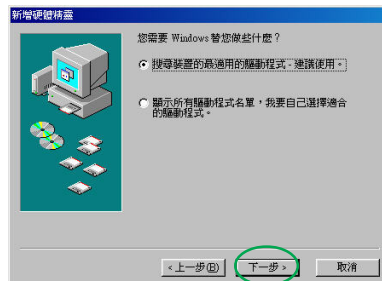 新增硬體精靈
您需要 Windows 替您做些什麼？
搜尋裝置的最適用的驅動程式 - 建議使用。
顯示所有驅動程式名單，我要自己選擇適合
的驅動程式。
<上一步(B)
下一步 >
取消